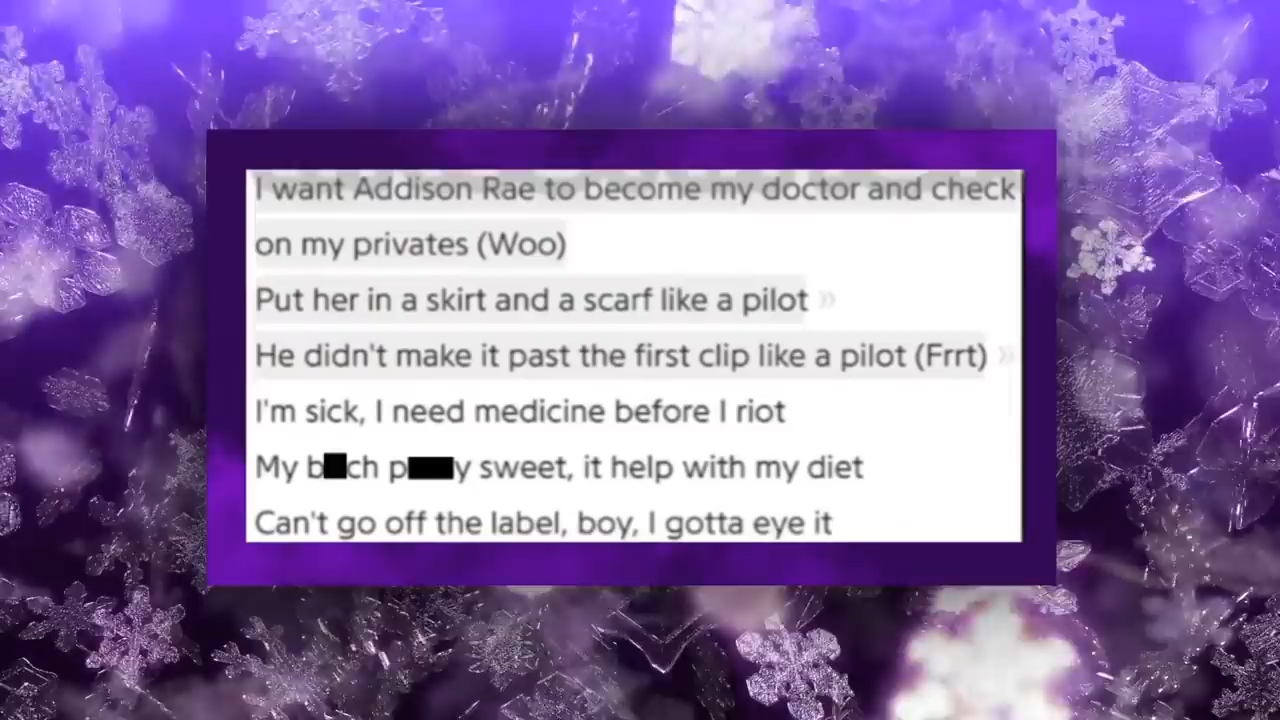 I want Addison Rae to become my doctor and check
on my privates (Woo)
Put her in a skirt and a scarf like a pilot »
He didn't make it past the first clip like a pilot (Frrt) »
I'm sick, I need medicine before I riot
My b■ch p■y sweet, it help with my diet
Can't go off the label, boy, I gotta eye it